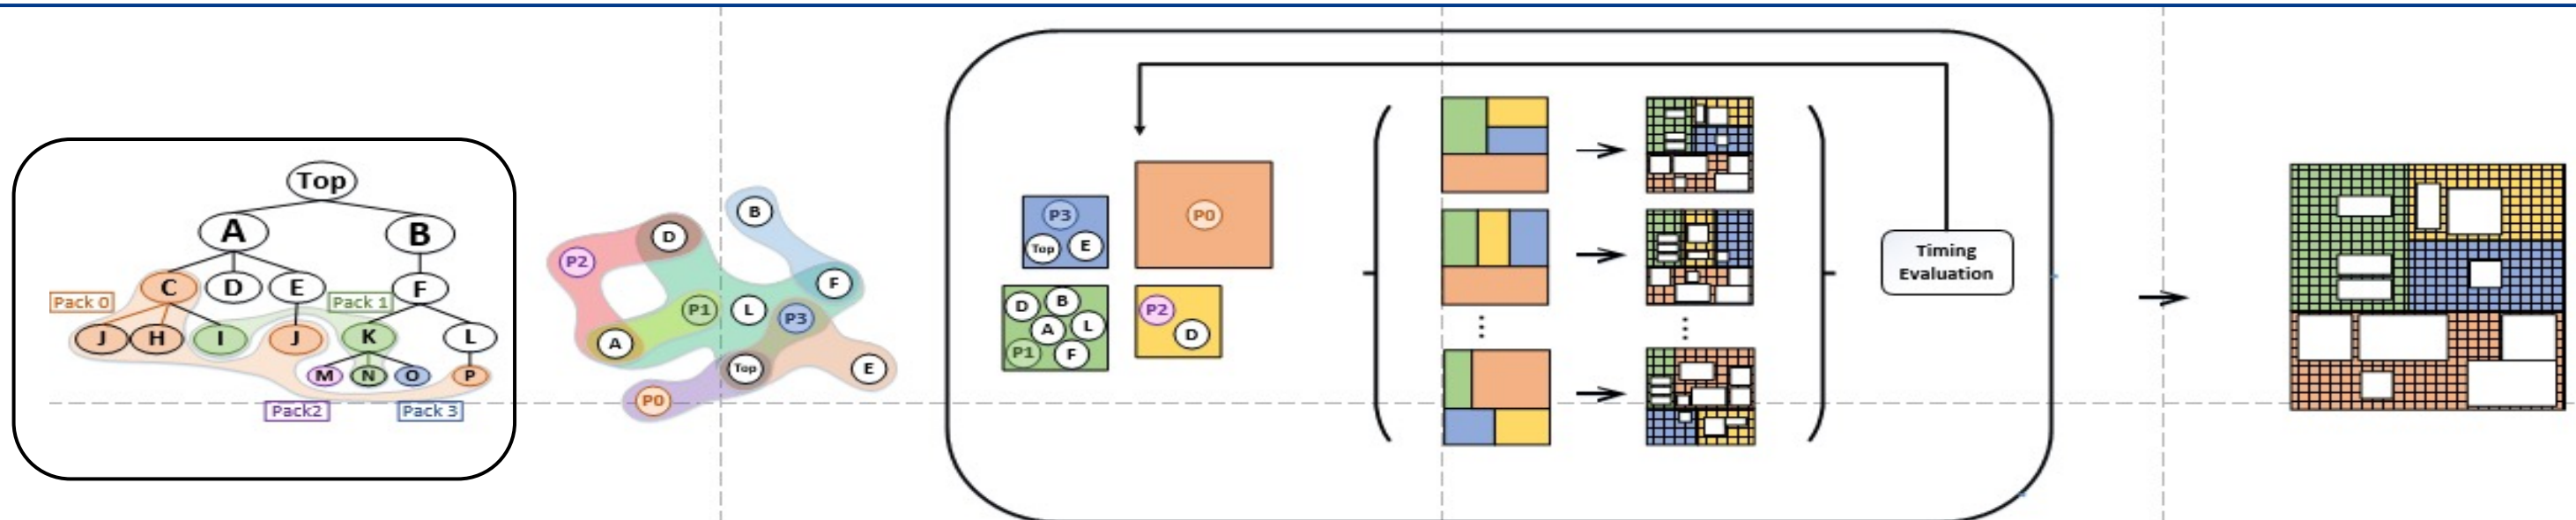 Top
A
B
C
D
E
F
Pack 0
Pack 1
J
H
I
J
K
L
M
N
O
P
Pack2
Pack 3
B
D
P2
F
P1
L
P3
A
Top
E
P0
P3
Top
E
P0
D
B
A
L
P1
F
P2
D
Timing
Evaluation